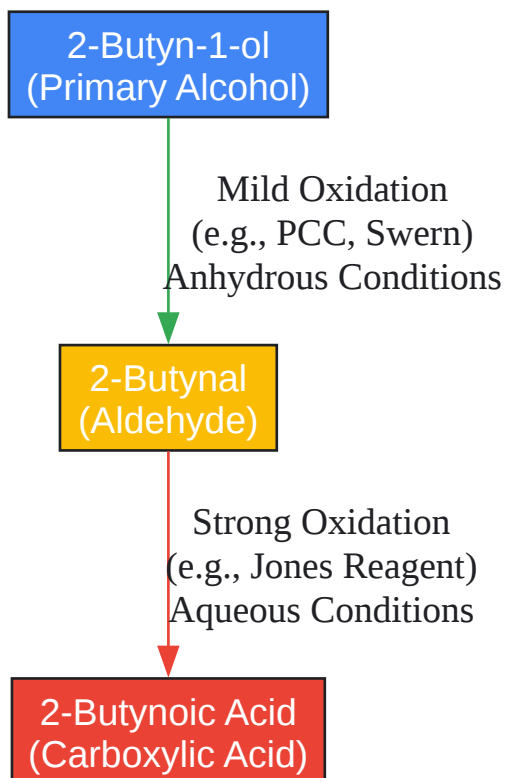 2-Butyn-1-ol
(Primary Alcohol)
Mild Oxidation
(e.g., PCC, Swern)
Anhydrous Conditions
2-Butynal
(Aldehyde)
Strong Oxidation
(e.g., Jones Reagent)
Aqueous Conditions
2-Butynoic Acid
(Carboxylic Acid)